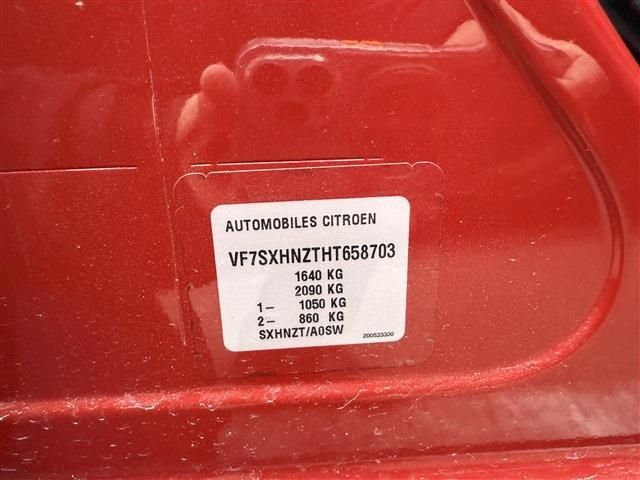 AUTOMOBILES CITROEN
VF7SXHNZTHT658703
1640 KG
2090 KG
1- 1050 KG
2- 860 KG
SXHNZT/A0SW
200523300